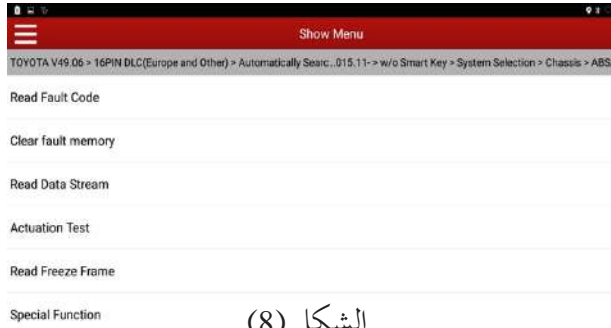 Show Menu
TOYOTA V49.06 > 16PIN DLC(Europe and Other) > Automatically Searc..015.11- > w/o Smart Key > System Selection > Chassis > ABS
Read Fault Code
Clear fault memory
Read Data Stream
Actuation Test
Read Freeze Frame
Special Function
الشكل (8)